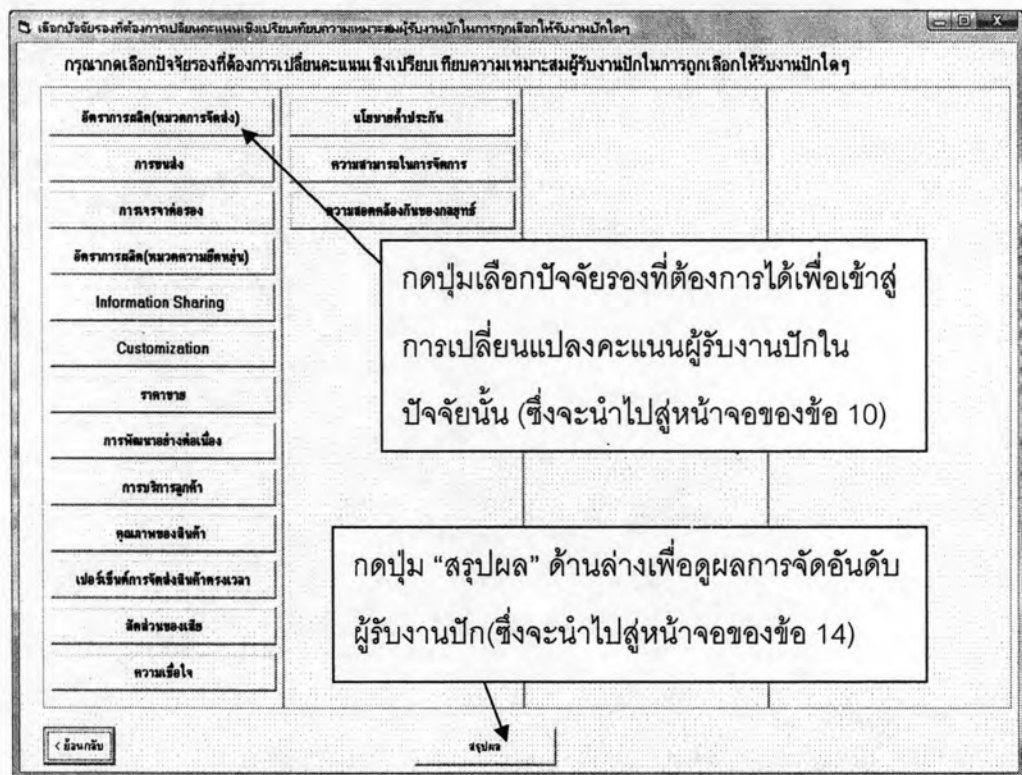 เลือกปัจจัยรองที่ต้องการเปลี่ยนคะแนนเชิงเปรียบเทียบความเหมาะสมผู้รับงานปักในการถูกเลือกให้รับงานปักใดๆ
กรุณากดเลือกปัจจัยรองที่ต้องการเปลี่ยนคะแนนเชิงเปรียบเทียบความเหมาะสมผู้รับงานปักในการถูกเลือกให้รับงานปักใดๆ
อัตราการผลิต(หมวดการจัดส่ง)
การขนส่ง
การเจรจาต่อรอง
อัตราการผลิต(หมวดความยืดหยุ่น)
Information Sharing
Customization
ราคาขาย
การพัฒนาอย่างต่อเนื่อง
การบริการลูกค้า
คุณภาพของสินค้า
เปอร์เซ็นต์การจัดส่งสินค้าตรงเวลา
สัดส่วนของเสีย
ความเชื่อใจ
นโยบายค้ำประกัน
ความสามารถในการจัดการ
ความสอดคล้องกันของกลยุทธ์
กดปุ่มเลือกปัจจัยรองที่ต้องการได้เพื่อเข้าสู่
การเปลี่ยนแปลงคะแนนผู้รับงานปักใน
ปัจจัยนั้น (ซึ่งจะนำไปสู่หน้าจอของข้อ 10)
กดปุ่ม “สรุปผล” ด้านล่างเพื่อดูผลการจัดอันดับ
ผู้รับงานปัก(ซึ่งจะนำไปสู่หน้าจอของข้อ 14)
< ย้อนกลับ
สรุปผล